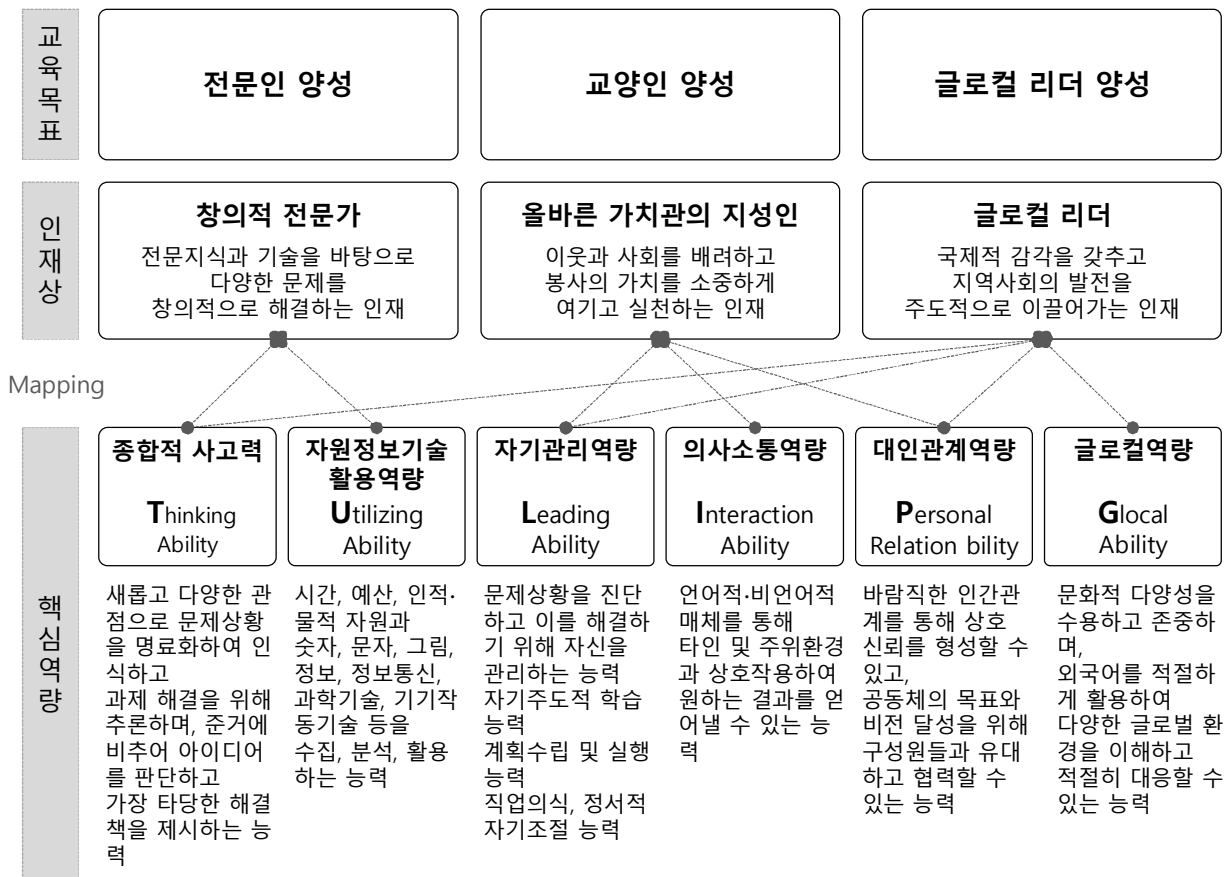 교육목표
전문인 양성
교양인 양성
글로컬 리더 양성
인재상
창의적 전문가
전문지식과 기술을 바탕으로
다양한 문제를
창의적으로 해결하는 인재
올바른 가치관의 지성인
이웃과 사회를 배려하고
봉사의 가치를 소중하게
여기고 실천하는 인재
글로컬 리더
국제적 감각을 갖추고
지역사회의 발전을
주도적으로 이끌어가는 인재
Mapping
핵심역량
종합적 사고력
Thinking
Ability
새롭고 다양한 관
점으로 문제상황
을 명료화하여 인
식하고
과제 해결을 위해
추론하며, 준거에
비추어 아이디어
를 판단하고
가장 타당한 해결
책을 제시하는 능
력
자원정보기술
활용역량
Utilizing
Ability
시간, 예산, 인적·
물적 자원과
숫자, 문자, 그림,
정보, 정보통신,
과학기술, 기기작
동기술 등을
수집, 분석, 활용
하는 능력
자기관리역량
Leading
Ability
문제상황을 진단
하고 이를 해결하
기 위해 자신을
관리하는 능력
자기주도적 학습
능력
계획수립 및 실행
능력
직업의식, 정서적
자기조절 능력
의사소통역량
Interaction
Ability
언어적·비언어적
매체를 통해
타인 및 주위환경
과 상호작용하여
원하는 결과를 얻
어낼 수 있는 능
력
대인관계역량
Personal
Relation bility
바람직한 인간관
계를 통해 상호
신뢰를 형성할 수
있고,
공동체의 목표와
비전 달성을 위해
구성원들과 유대
하고 협력할 수
있는 능력
글로컬역량
Glocal
Ability
문화적 다양성을
수용하고 존중하
며,
외국어를 적절하
게 활용하여
다양한 글로벌 환
경을 이해하고
적절히 대응할 수
있는 능력